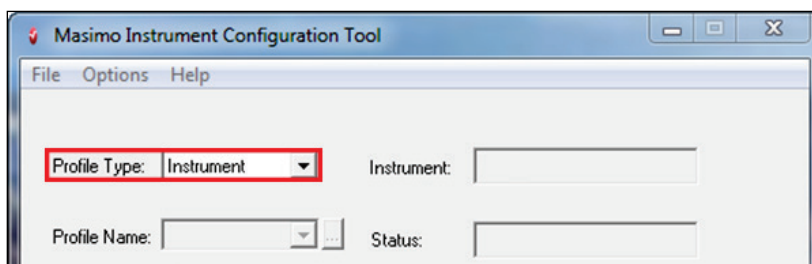 Masimo Instrument Configuration Tool
File Options Help
Profile Type: Instrument Instrument:
Profile Name: ... Status: